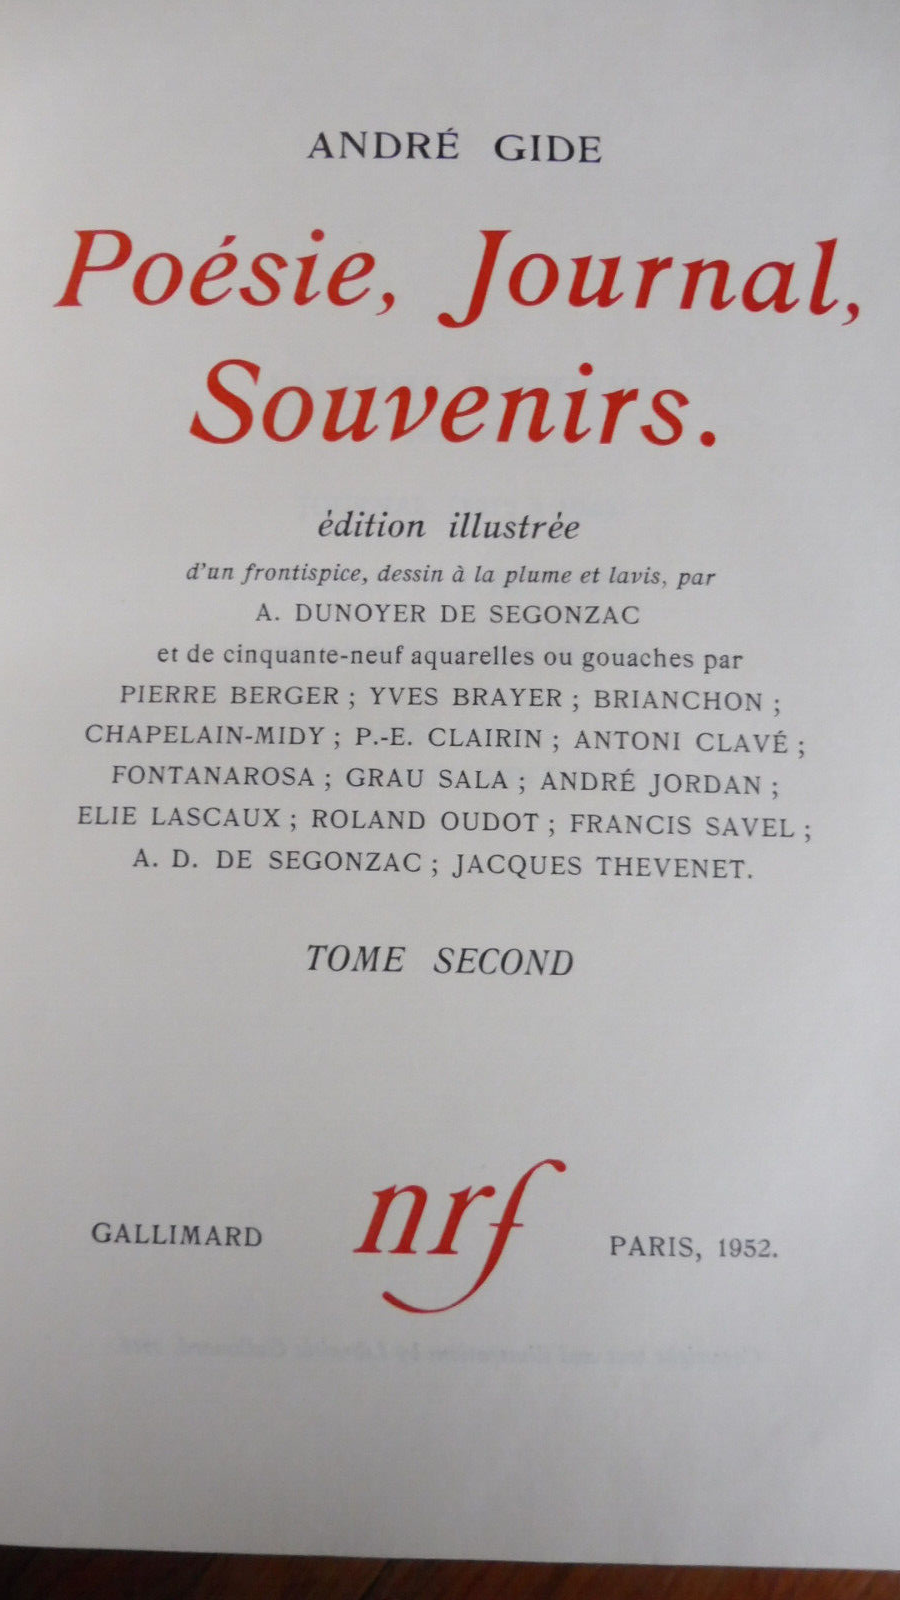 ANDRÉ GIDE
Poésie, Journal,
Souvenirs.
édition illustrée
d'un frontispice, dessin à la plume et lavis, par
A. DUNOYER DE SEGONZAC
et de cinquante-neuf aquarelles ou gouaches par
PIERRE BERGER ; YVES BRAYER ; BRIANCHON ;
CHAPELAIN-MIDY ; P.-E. CLAIRIN ; ANTONI CLAVÉ ;
FONTANAROSA ; GRAU SALA ; ANDRÉ JORDAN ;
ELIE LASCAUX ; ROLAND OUDOT ; FRANCIS SAVEL ;
A. D. DE SEGONZAC ; JACQUES THEVENET.
TOME SECOND
GALLIMARD nrf PARIS, 1952.